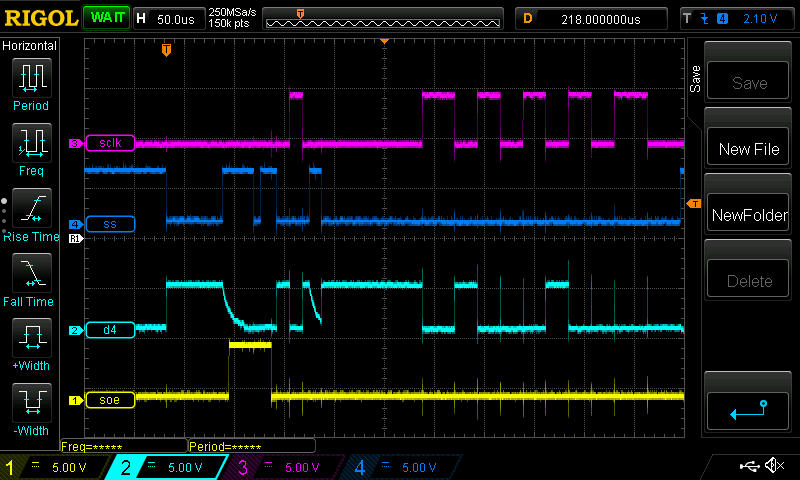 RIGOL WAIT H 50.0us 250MSa/s 150k pts T D 218.000000us T 4 2.10 V
Horizontal
Period
Freq
Rise Time
Fall Time
+Width
-Width
T
3 sclk
4 ss
R1
2 d4
1 soe
T
Save
Save
New File
NewFolder
Delete
Freq=***** Period=*****
1 5.00 V 2 5.00 V 3 5.00 V 4 5.00 V